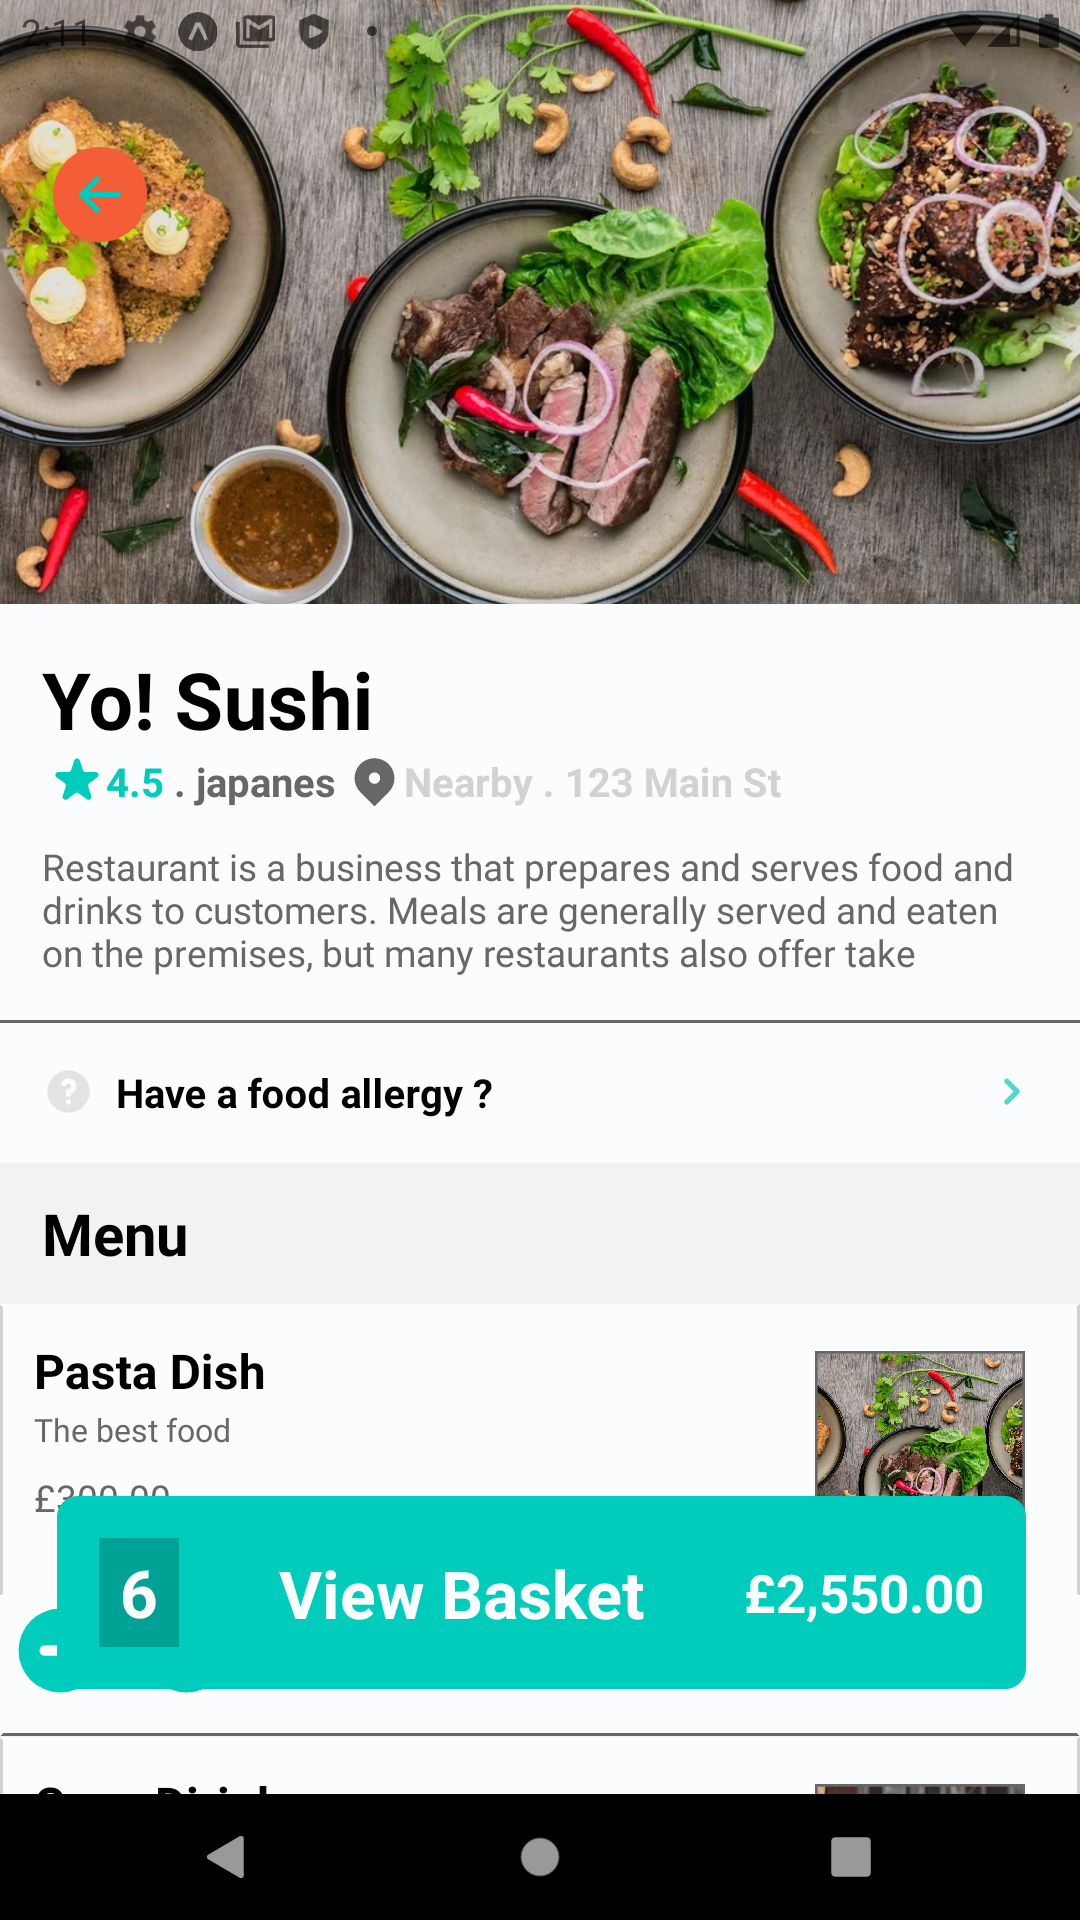 2:11
Yo! Sushi
4.5 . japanes Nearby . 123 Main St
Restaurant is a business that prepares and serves food and
drinks to customers. Meals are generally served and eaten
on the premises, but many restaurants also offer take
Have a food allergy ?
Menu
Pasta Dish
The best food
£300.00
6 View Basket £2,550.00